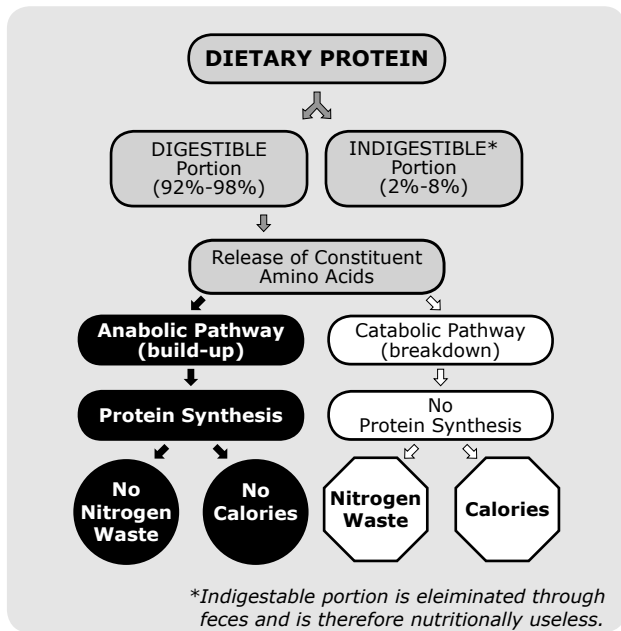 DIETARY PROTEIN
DIGESTIBLE
Portion
(92%-98%)
INDIGESTIBLE*
Portion
(2%-8%)
Release of Constituent
Amino Acids
Anabolic Pathway
(build-up)
Catabolic Pathway
(breakdown)
Protein Synthesis
No
Protein Synthesis
No
Nitrogen
Waste
No
Calories
Nitrogen
Waste
Calories
*Indigestable portion is eleiminated through
feces and is therefore nutritionally useless.